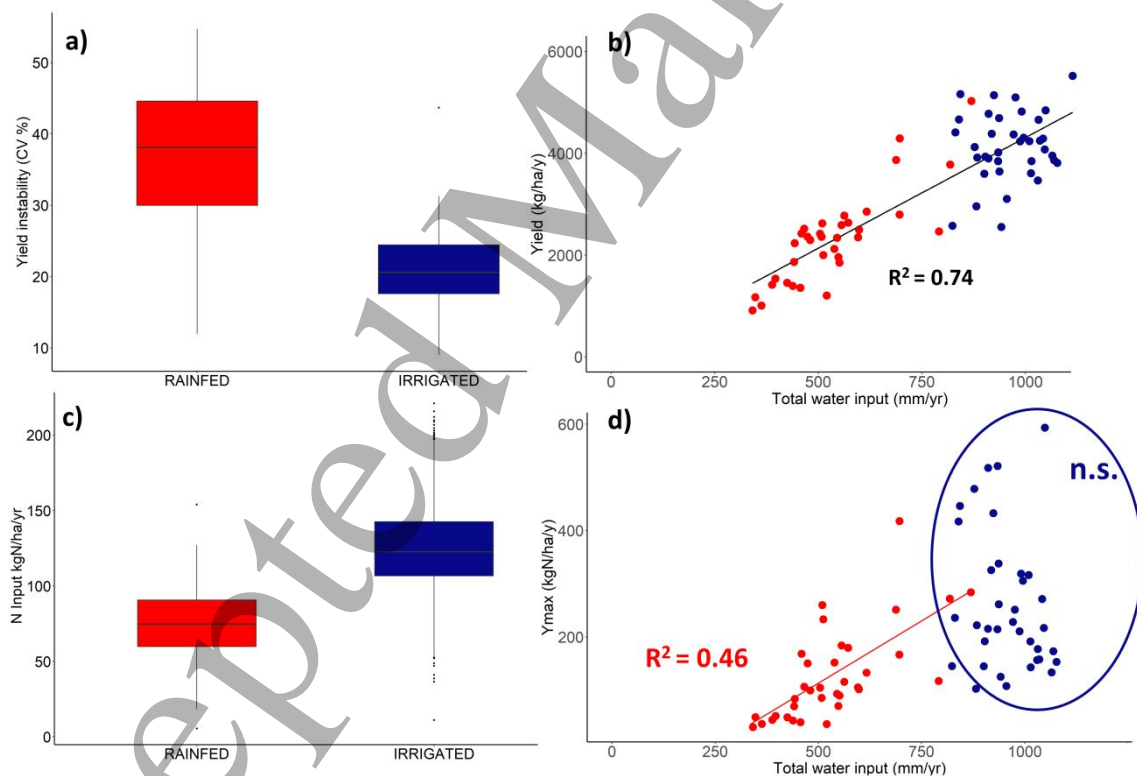 a)
Yield instability (CV %)
50
40
30
20
10
RAINFED IRRIGATED
b)
Yield (kg/ha/y)
6000
4000
2000
0
R² = 0.74
0 250 500 750 1000
Total water input (mm/yr)
c)
N Input kgN/ha/yr
200
150
100
50
0
RAINFED IRRIGATED
d)
Ymax (kgN/ha/y)
600
400
200
0
n.s.
R² = 0.46
0 250 500 750 1000
Total water input (mm/yr)
epted Ma